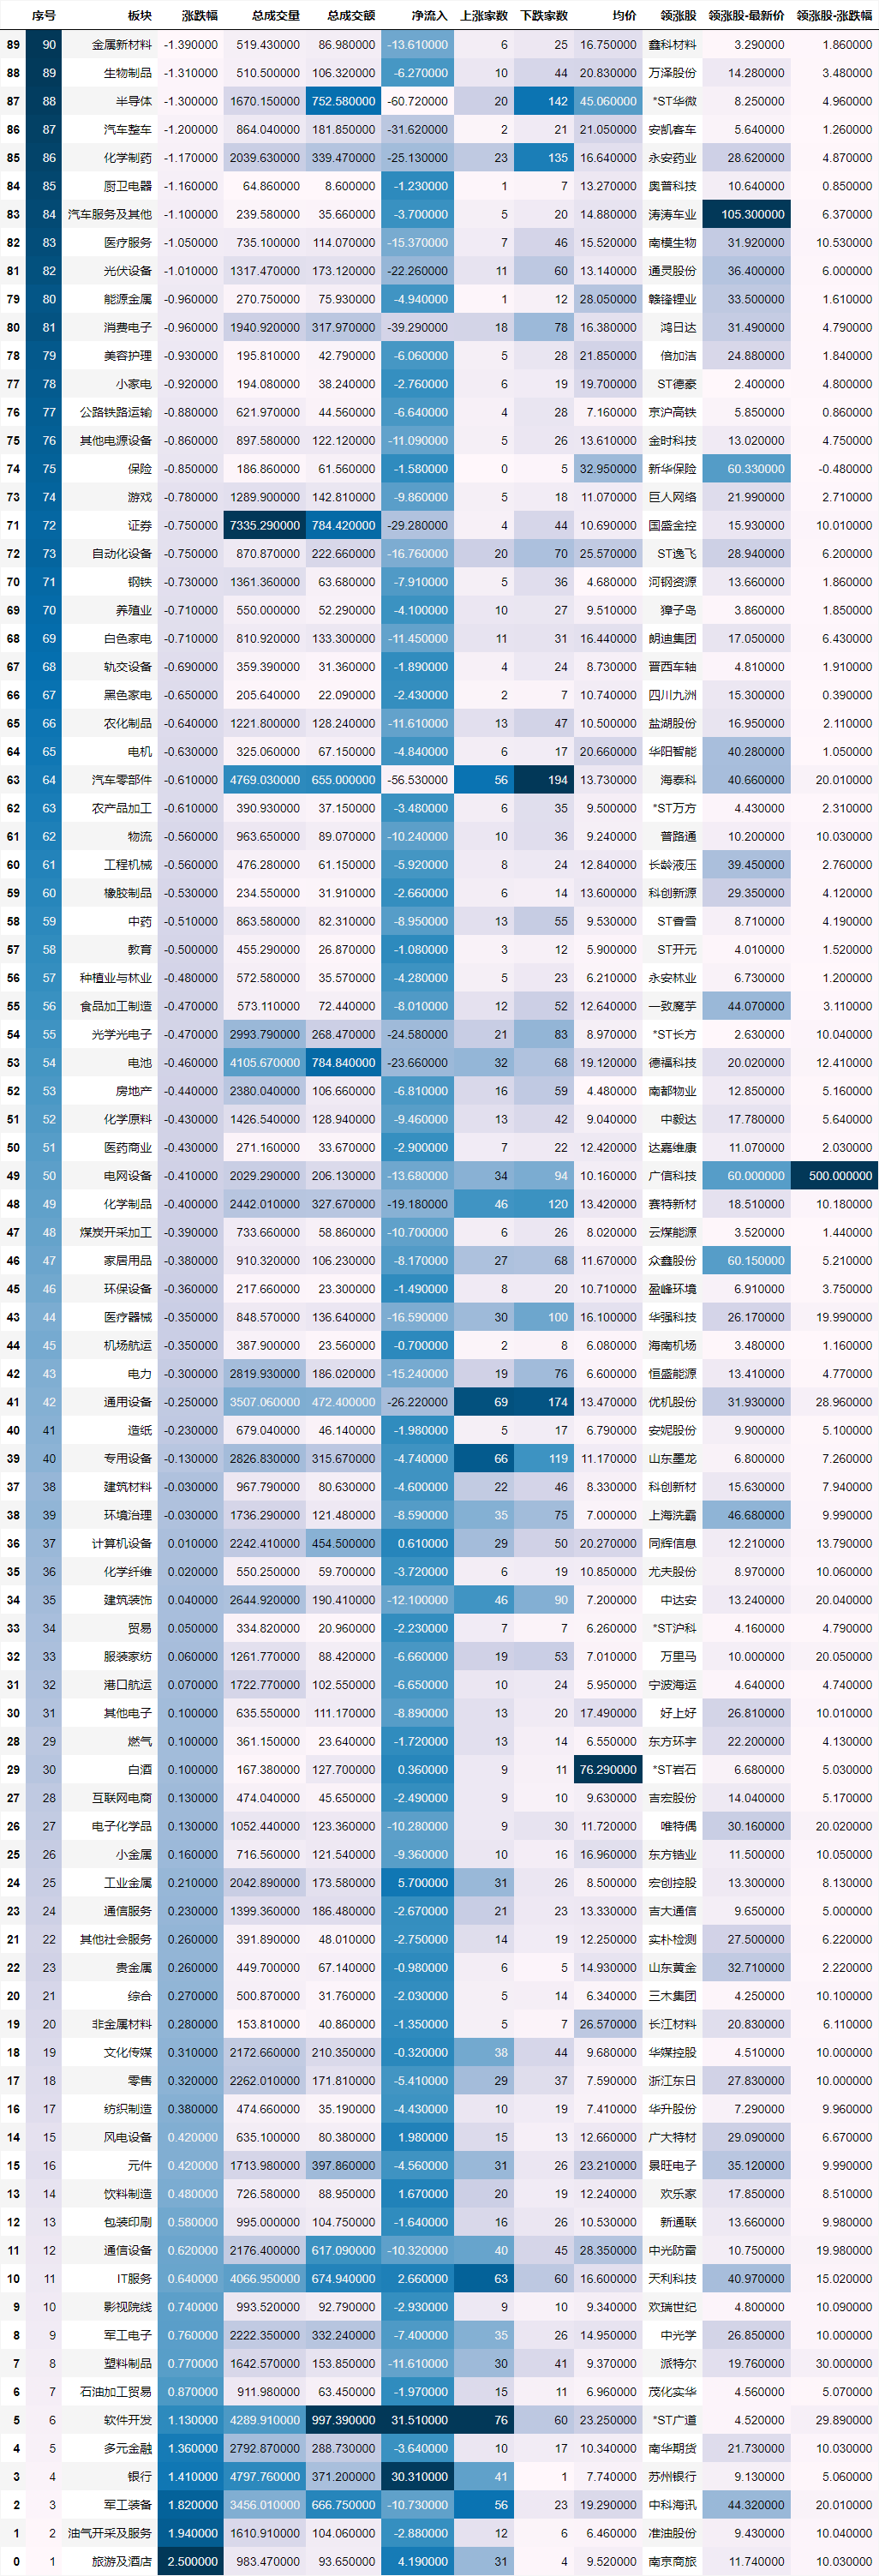 序号 板块 涨跌幅 总成交量 总成交额 净流入 上涨家数 下跌家数 均价 领涨股 领涨股-最新价 领涨股-涨跌幅
89 90 金属新材料 -1.390000 519.430000 86.980000 -13.610000 6 25 16.750000 鑫科材料 3.290000 1.860000
88 89 生物制品 -1.310000 510.500000 106.320000 -6.270000 10 44 20.830000 万泽股份 14.280000 3.480000
87 88 半导体 -1.300000 1670.150000 752.580000 -60.720000 20 142 45.060000 *ST华微 8.250000 4.960000
86 87 汽车整车 -1.200000 864.040000 181.850000 -31.620000 2 21 21.050000 安凯客车 5.640000 1.260000
85 86 化学制药 -1.170000 2039.630000 339.470000 -25.130000 23 135 16.640000 永安药业 28.620000 4.870000
84 85 厨卫电器 -1.160000 64.860000 8.600000 -1.230000 1 7 13.270000 奥普科技 10.640000 0.850000
83 84 汽车服务及其他 -1.100000 239.580000 35.660000 -3.700000 5 20 14.880000 涛涛车业 105.300000 6.370000
82 83 医疗服务 -1.050000 735.100000 114.070000 -15.370000 7 46 15.520000 南模生物 31.920000 10.530000
81 82 光伏设备 -1.010000 1317.470000 173.120000 -22.260000 11 60 13.140000 通灵股份 36.400000 6.000000
79 80 能源金属 -0.960000 270.750000 75.930000 -4.940000 1 12 28.050000 赣锋锂业 33.500000 1.610000
80 81 消费电子 -0.960000 1940.920000 317.970000 -39.290000 18 78 16.380000 鸿日达 31.490000 4.790000
78 79 美容护理 -0.930000 195.810000 42.790000 -6.060000 5 28 21.850000 倍加洁 24.880000 1.840000
77 78 小家电 -0.920000 194.080000 38.240000 -2.760000 6 19 19.700000 ST德豪 2.400000 4.800000
76 77 公路铁路运输 -0.880000 621.970000 44.560000 -6.640000 4 28 7.160000 京沪高铁 5.850000 0.860000
75 76 其他电源设备 -0.860000 897.580000 122.120000 -11.090000 5 26 13.610000 金时科技 13.020000 4.750000
74 75 保险 -0.850000 186.860000 61.560000 -1.580000 0 5 32.950000 新华保险 60.330000 -0.480000
73 74 游戏 -0.780000 1289.900000 142.810000 -9.860000 5 18 11.070000 巨人网络 21.990000 2.710000
71 72 证券 -0.750000 7335.290000 784.420000 -29.280000 4 44 10.690000 国盛金控 15.930000 10.010000
72 73 自动化设备 -0.750000 870.870000 222.660000 -16.760000 20 70 25.570000 ST逸飞 28.940000 6.200000
70 71 钢铁 -0.730000 1361.360000 63.680000 -7.910000 5 36 4.680000 河钢资源 13.660000 1.860000
69 70 养殖业 -0.710000 550.000000 52.290000 -4.100000 10 27 9.510000 獐子岛 3.860000 1.850000
68 69 白色家电 -0.710000 810.920000 133.300000 -11.450000 11 31 16.440000 朗迪集团 17.050000 6.430000
67 68 轨交设备 -0.690000 359.390000 31.360000 -1.890000 4 24 8.730000 晋西车轴 4.810000 1.910000
66 67 黑色家电 -0.650000 205.640000 22.090000 -2.430000 2 7 10.740000 四川九洲 15.300000 0.390000
65 66 农化制品 -0.640000 1221.800000 128.240000 -11.610000 13 47 10.500000 盐湖股份 16.950000 2.110000
64 65 电机 -0.630000 325.060000 67.150000 -4.840000 6 17 20.660000 华阳智能 40.280000 1.050000
63 64 汽车零部件 -0.610000 4769.030000 655.000000 -56.530000 56 194 13.730000 海泰科 40.660000 20.010000
62 63 农产品加工 -0.610000 390.930000 37.150000 -3.480000 6 35 9.500000 *ST万方 4.430000 2.310000
61 62 物流 -0.560000 963.650000 89.070000 -10.240000 10 36 9.240000 普路通 10.200000 10.030000
60 61 工程机械 -0.560000 476.280000 61.150000 -5.920000 8 24 12.840000 长龄液压 39.450000 2.760000
59 60 橡胶制品 -0.530000 234.550000 31.910000 -2.660000 6 14 13.600000 科创新源 29.350000 4.120000
58 59 中药 -0.510000 863.580000 82.310000 -8.950000 13 55 9.530000 ST香雪 8.710000 4.190000
57 58 教育 -0.500000 455.290000 26.870000 -1.080000 3 12 5.900000 ST开元 4.010000 1.520000
56 57 种植业与林业 -0.480000 572.580000 35.570000 -4.280000 5 23 6.210000 永安林业 6.730000 1.200000
55 56 食品加工制造 -0.470000 573.110000 72.440000 -8.010000 12 52 12.640000 一致魔芋 44.070000 3.110000
54 55 光学光电子 -0.470000 2993.790000 268.470000 -24.580000 21 83 8.970000 *ST长方 2.630000 10.040000
53 54 电池 -0.460000 4105.670000 784.840000 -23.660000 32 68 19.120000 德福科技 20.020000 12.410000
52 53 房地产 -0.440000 2380.040000 106.660000 -6.810000 16 59 4.480000 南都物业 12.850000 5.160000
51 52 化学原料 -0.430000 1426.540000 128.940000 -9.460000 13 42 9.040000 中毅达 17.780000 5.640000
50 51 医药商业 -0.430000 271.160000 33.670000 -2.900000 7 22 12.420000 达嘉维康 11.070000 2.030000
49 50 电网设备 -0.410000 2029.290000 206.130000 -13.680000 34 94 10.160000 广信科技 60.000000 500.000000
48 49 化学制品 -0.400000 2442.010000 327.670000 -19.180000 46 120 13.420000 赛特新材 18.510000 10.180000
47 48 煤炭开采加工 -0.390000 733.660000 58.860000 -10.700000 6 26 8.020000 云煤能源 3.520000 1.440000
46 47 家居用品 -0.380000 910.320000 106.230000 -8.170000 27 68 11.670000 众鑫股份 60.150000 5.210000
45 46 环保设备 -0.360000 217.660000 23.300000 -1.490000 8 20 10.710000 盈峰环境 6.910000 3.750000
43 44 医疗器械 -0.350000 848.570000 136.640000 -16.590000 30 100 16.100000 华强科技 26.170000 19.990000
44 45 机场航运 -0.350000 387.900000 23.560000 -0.700000 2 8 6.080000 海南机场 3.480000 1.160000
42 43 电力 -0.300000 2819.930000 186.020000 -15.240000 19 76 6.600000 恒盛能源 13.410000 4.770000
41 42 通用设备 -0.250000 3507.060000 472.400000 -26.220000 69 174 13.470000 优机股份 31.930000 28.960000
40 41 造纸 -0.230000 679.040000 46.140000 -1.980000 5 17 6.790000 安妮股份 9.900000 5.100000
39 40 专用设备 -0.130000 2826.830000 315.670000 -4.740000 66 119 11.170000 山东墨龙 6.800000 7.260000
37 38 建筑材料 -0.030000 967.790000 80.630000 -4.600000 22 46 8.330000 科创新材 15.630000 7.940000
38 39 环境治理 -0.030000 1736.290000 121.480000 -8.590000 35 75 7.000000 上海洗霸 46.680000 9.990000
36 37 计算机设备 0.010000 2242.410000 454.500000 0.610000 29 50 20.270000 同辉信息 12.210000 13.790000
35 36 化学纤维 0.020000 550.250000 59.700000 -3.720000 6 19 10.850000 尤夫股份 8.970000 10.060000
34 35 建筑装饰 0.040000 2644.920000 190.410000 -12.100000 46 90 7.200000 中达安 13.240000 20.040000
33 34 贸易 0.050000 334.820000 20.960000 -2.230000 7 7 6.260000 *ST沪科 4.160000 4.790000
32 33 服装家纺 0.060000 1261.770000 88.420000 -6.660000 19 53 7.010000 万里马 10.000000 20.050000
31 32 港口航运 0.070000 1722.770000 102.550000 -6.650000 10 24 5.950000 宁波海运 4.640000 4.740000
30 31 其他电子 0.100000 635.550000 111.170000 -8.890000 13 20 17.490000 好上好 26.810000 10.010000
28 29 燃气 0.100000 361.150000 23.640000 -1.720000 13 14 6.550000 东方环宇 22.200000 4.130000
29 30 白酒 0.100000 167.380000 127.700000 0.360000 9 11 76.290000 *ST岩石 6.680000 5.030000
27 28 互联网电商 0.130000 474.040000 45.650000 -2.490000 9 10 9.630000 吉宏股份 14.040000 5.170000
26 27 电子化学品 0.130000 1052.440000 123.360000 -10.280000 9 30 11.720000 唯特偶 30.160000 20.020000
25 26 小金属 0.160000 716.560000 121.540000 -9.360000 10 16 16.960000 东方锆业 11.500000 10.050000
24 25 工业金属 0.210000 2042.890000 173.580000 5.700000 31 26 8.500000 宏创控股 13.300000 8.130000
23 24 通信服务 0.230000 1399.360000 186.480000 -2.670000 21 23 13.330000 吉大通信 9.650000 5.000000
21 22 其他社会服务 0.260000 391.890000 48.010000 -2.750000 14 19 12.250000 实朴检测 27.500000 6.220000
22 23 贵金属 0.260000 449.700000 67.140000 -0.980000 6 5 14.930000 山东黄金 32.710000 2.220000
20 21 综合 0.270000 500.870000 31.760000 -2.030000 5 14 6.340000 三木集团 4.250000 10.100000
19 20 非金属材料 0.280000 153.810000 40.860000 -1.350000 5 7 26.570000 长江材料 20.830000 6.110000
18 19 文化传媒 0.310000 2172.660000 210.350000 -0.320000 38 44 9.680000 华媒控股 4.510000 10.000000
17 18 零售 0.320000 2262.010000 171.810000 -5.410000 29 37 7.590000 浙江东日 27.830000 10.000000
16 17 纺织制造 0.380000 474.660000 35.190000 -4.430000 10 19 7.410000 华升股份 7.290000 9.960000
14 15 风电设备 0.420000 635.100000 80.380000 1.980000 15 13 12.660000 广大特材 29.090000 6.670000
15 16 元件 0.420000 1713.980000 397.860000 -4.560000 31 26 23.210000 景旺电子 35.120000 9.990000
13 14 饮料制造 0.480000 726.580000 88.950000 1.670000 20 19 12.240000 欢乐家 17.850000 8.510000
12 13 包装印刷 0.580000 995.000000 104.750000 -1.640000 16 26 10.530000 新通联 13.660000 9.980000
11 12 通信设备 0.620000 2176.400000 617.090000 -10.320000 40 45 28.350000 中光防雷 10.750000 19.980000
10 11 IT服务 0.640000 4066.950000 674.940000 2.660000 63 60 16.600000 天利科技 40.970000 15.020000
9 10 影视院线 0.740000 993.520000 92.790000 -2.930000 9 10 9.340000 欢瑞世纪 4.800000 10.090000
8 9 军工电子 0.760000 2222.350000 332.240000 -7.400000 35 26 14.950000 中光学 26.850000 10.000000
7 8 塑料制品 0.770000 1642.570000 153.850000 -11.610000 30 41 9.370000 派特尔 19.760000 30.000000
6 7 石油加工贸易 0.870000 911.980000 63.450000 -1.970000 15 11 6.960000 茂化实华 4.560000 5.070000
5 6 软件开发 1.130000 4289.910000 997.390000 31.510000 76 60 23.250000 *ST广道 4.520000 29.890000
4 5 多元金融 1.360000 2792.870000 288.730000 -3.640000 10 17 10.340000 南华期货 21.730000 10.030000
3 4 银行 1.410000 4797.760000 371.200000 30.310000 41 1 7.740000 苏州银行 9.130000 5.060000
2 3 军工装备 1.820000 3456.010000 666.750000 -10.730000 56 23 19.290000 中科海讯 44.320000 20.010000
1 2 油气开采及服务 1.940000 1610.910000 104.060000 -2.880000 12 6 6.460000 准油股份 9.430000 10.040000
0 1 旅游及酒店 2.500000 983.470000 93.650000 4.190000 31 4 9.520000 南京商旅 11.740000 10.030000